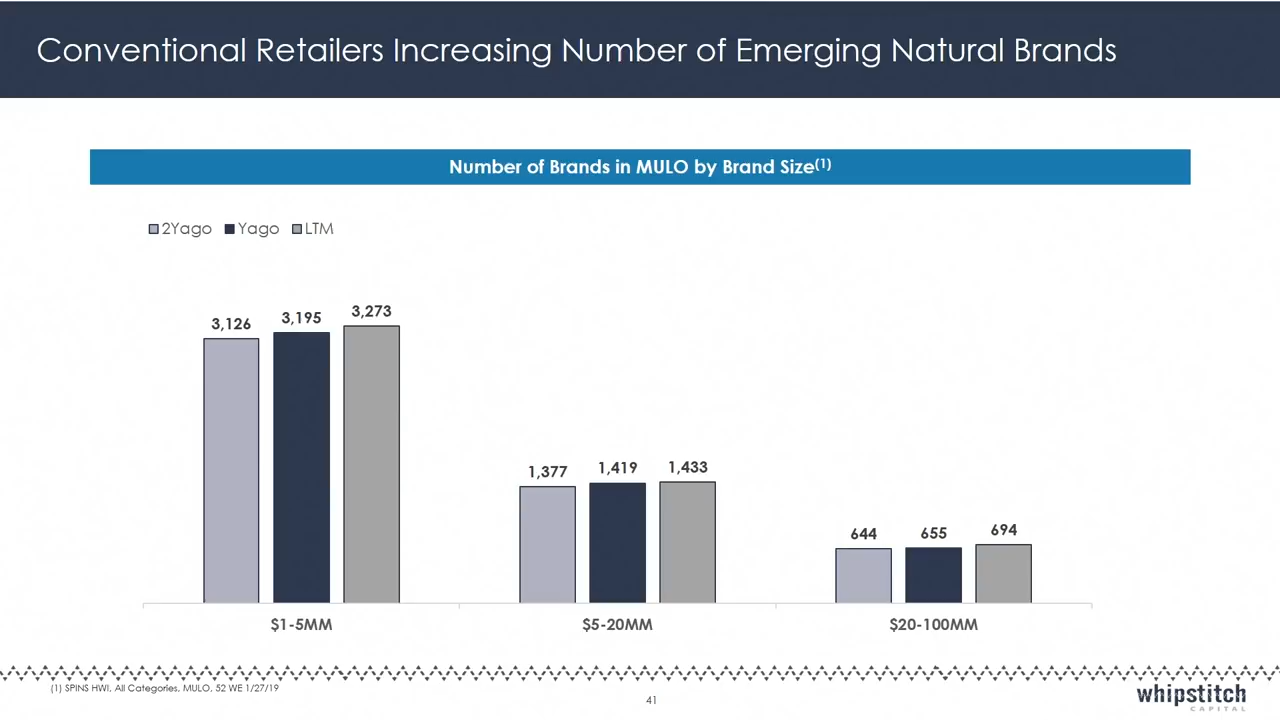 Conventional Retailers Increasing Number of Emerging Natural Brands
Number of Brands in MULO by Brand Size(1)
2Yago Yago LTM
3,126 3,195 3,273
1,377 1,419 1,433
644 655 694
$1-5MM $5-20MM $20-100MM
(1) SPINS HWI, All Categories, MULO, 52 WE 1/27/19
41
whipstitch
CAPITAL